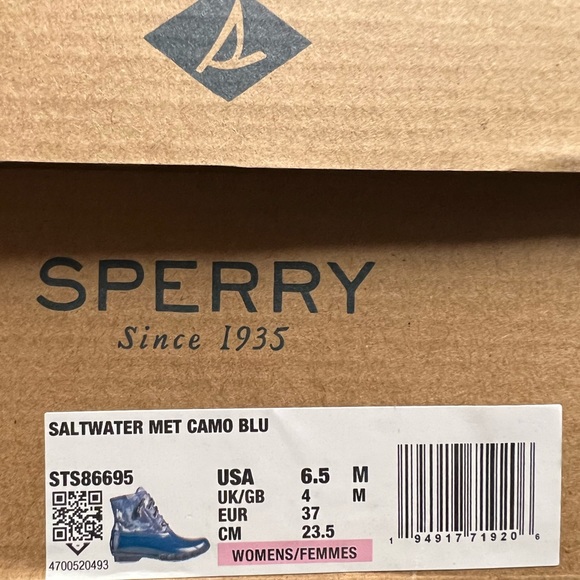 SPERRY
Since 1935
SALTWATER MET CAMO BLU
STS86695
USA 6.5 M
UK/GB 4 M
EUR 37
CM 23.5
WOMENS/FEMMES
4700520493
1 94917 71920 6